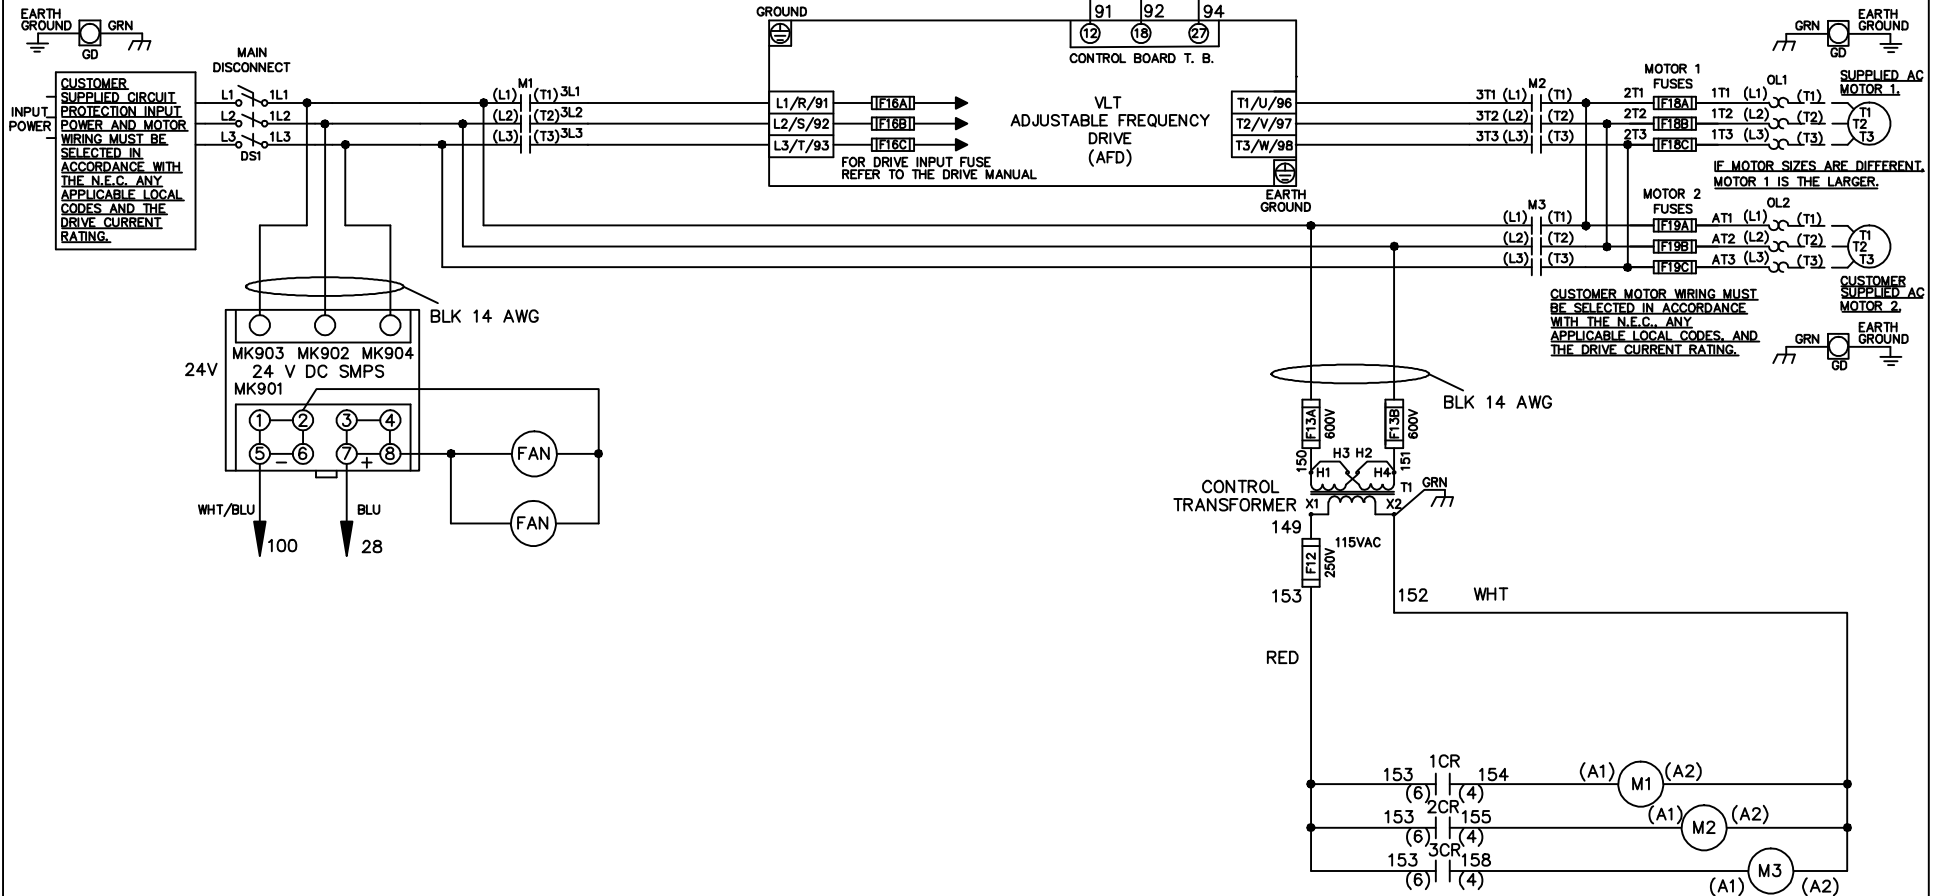 EARTH
GROUND
GRN
GD
MAIN
DISCONNECT
INPUT
POWER
CUSTOMER
SUPPLIED CIRCUIT
PROTECTION INPUT
POWER AND MOTOR
WIRING MUST BE
SELECTED IN
ACCORDANCE WITH
THE N.E.C. ANY
APPLICABLE LOCAL
CODES AND THE
DRIVE CURRENT
RATING.
L1 1L1
L2 1L2
L3 1L3
DS1
M1
(L1) (T1) 3L1
(L2) (T2) 3L2
(L3) (T3) 3L3
GROUND
91 92 94
12 18 27
CONTROL BOARD T. B.
L1/R/91 F16A
L2/S/92 F16B
L3/T/93 F16C
FOR DRIVE INPUT FUSE
REFER TO THE DRIVE MANUAL
VLT
ADJUSTABLE FREQUENCY
DRIVE
(AFD)
T1/U/96
T2/V/97
T3/W/98
EARTH
GROUND
M2
3T1 (L1) (T1)
3T2 (L2) (T2)
3T3 (L3) (T3)
MOTOR 1
FUSES
2T1 F18A 1T1 (L1) (T1)
2T2 F18B 1T2 (L2) (T2)
2T3 F18C 1T3 (L3) (T3)
OL1
GRN
GD
EARTH
GROUND
SUPPLIED AC
MOTOR 1.
T1
T2
T3
IF MOTOR SIZES ARE DIFFERENT,
MOTOR 1 IS THE LARGER.
M3
(L1) (T1)
(L2) (T2)
(L3) (T3)
MOTOR 2
FUSES
F19A AT1 (L1) (T1)
F19B AT2 (L2) (T2)
F19C AT3 (L3) (T3)
OL2
T1
T2
T3
CUSTOMER
SUPPLIED AC
MOTOR 2.
CUSTOMER MOTOR WIRING MUST
BE SELECTED IN ACCORDANCE
WITH THE N.E.C., ANY
APPLICABLE LOCAL CODES, AND
THE DRIVE CURRENT RATING.
GRN
GD
EARTH
GROUND
BLK 14 AWG
MK903 MK902 MK904
24V
24 V DC SMPS
MK901
1 2 3 4
5 - 6 7 + 8
FAN
FAN
WHT/BLU
BLU
100
28
BLK 14 AWG
F13A
600V
F13B
600V
150
151
H3 H2
H1 H4
T1
GRN
CONTROL
TRANSFORMER
X1 X2
149
115VAC
F12
250V
153
152
WHT
RED
1CR
153 154
(6) (4)
(A1) M1 (A2)
2CR
153 155
(6) (4)
(A1) M2 (A2)
3CR
153 158
(6) (4)
(A1) M3 (A2)